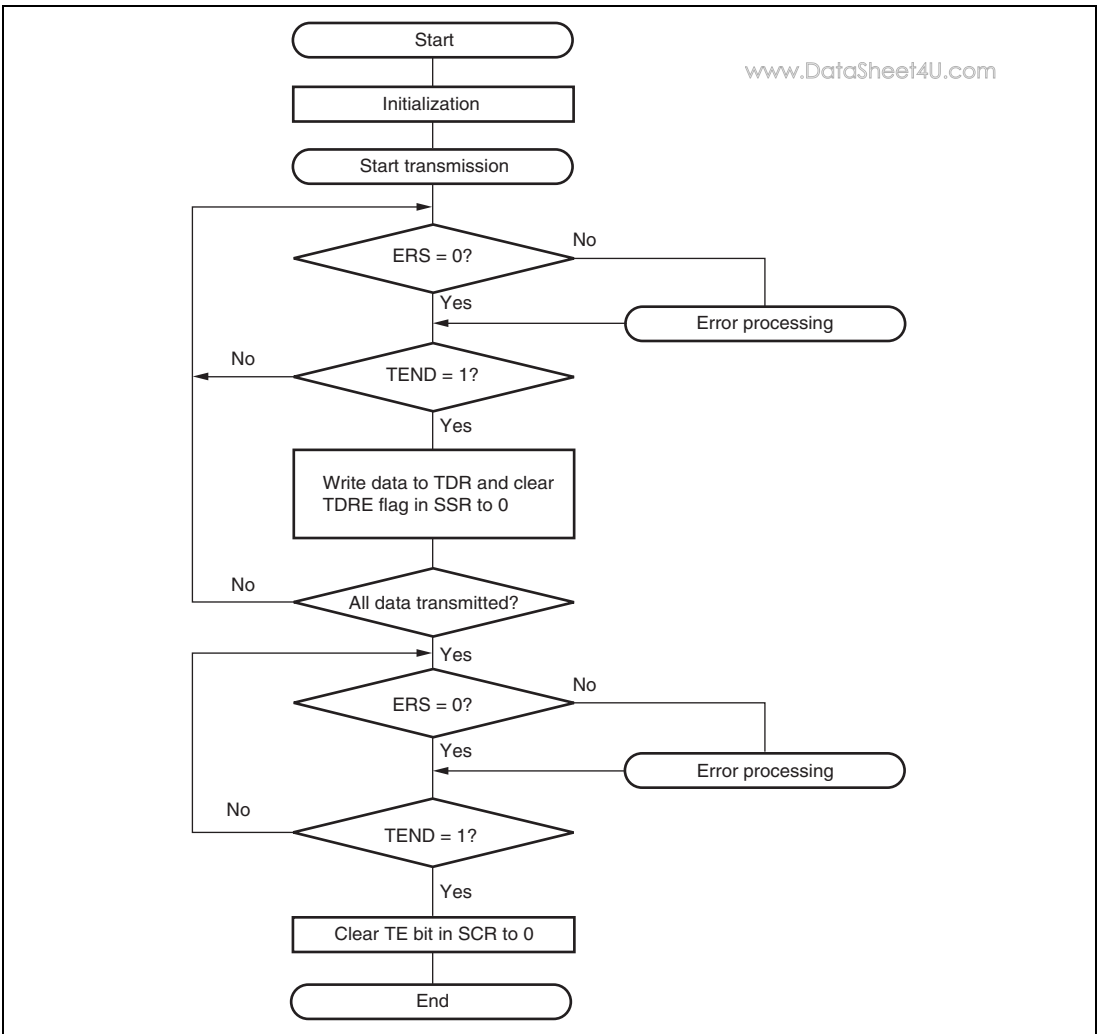 Start
www.DataSheet4U.com
Initialization
Start transmission
ERS = 0?
No
Yes
Error processing
No
TEND = 1?
Yes
Write data to TDR and clear
TDRE flag in SSR to 0
No
All data transmitted?
Yes
ERS = 0?
No
Yes
Error processing
No
TEND = 1?
Yes
Clear TE bit in SCR to 0
End